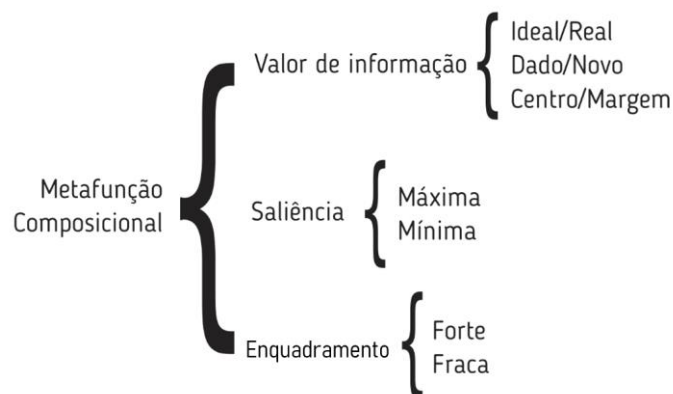 Metafunção
Composicional
Valor de informação
Ideal/Real
Dado/Novo
Centro/Margem
Saliência
Máxima
Mínima
Enquadramento
Forte
Fraca